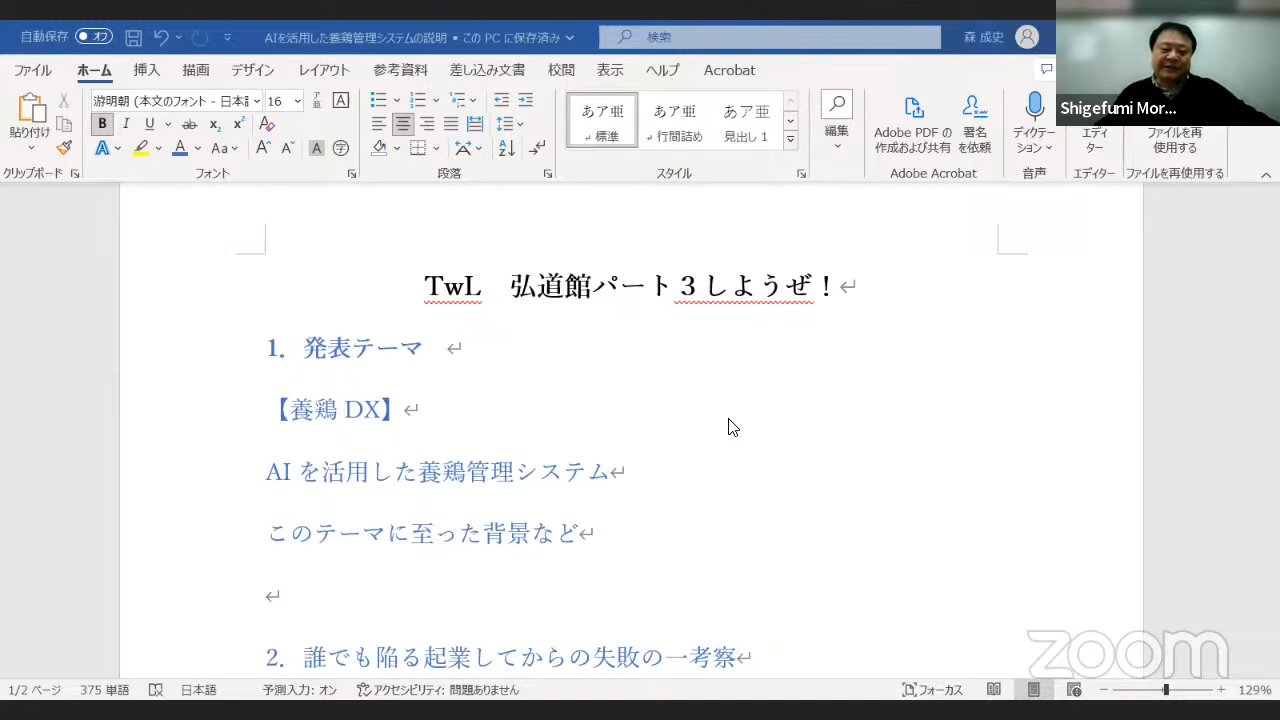 自動保存 オフ
AIを活用した養鶏管理システムの説明 • この PC に保存済み
検索
森 成史
Shigefumi Mor...
ファイル ホーム 挿入 描画 デザイン レイアウト 参考資料 差し込み文書 校閲 表示 ヘルプ Acrobat
貼り付け
クリップボード
游明朝 (本文のフォント - 日本語 16
B I U ab x₂ x²
Aa
フォント
段落
あア亜 あア亜 あア亜
標準 行間詰め 見出し 1
スタイル
編集
Adobe PDF の作成および共有
署名を依頼
Adobe Acrobat
ディクテーション
音声
エディター
エディター
ファイルを再使用する
ファイルを再使用する
TwL 弘道館パート３しようぜ！
1. 発表テーマ
【養鶏 DX】
AI を活用した養鶏管理システム
このテーマに至った背景など
2. 誰でも陥る起業してからの失敗の一考察
zoom
1/2 ページ 375 単語 日本語 予測入力: オン アクセシビリティ: 問題ありません フォーカス 129%